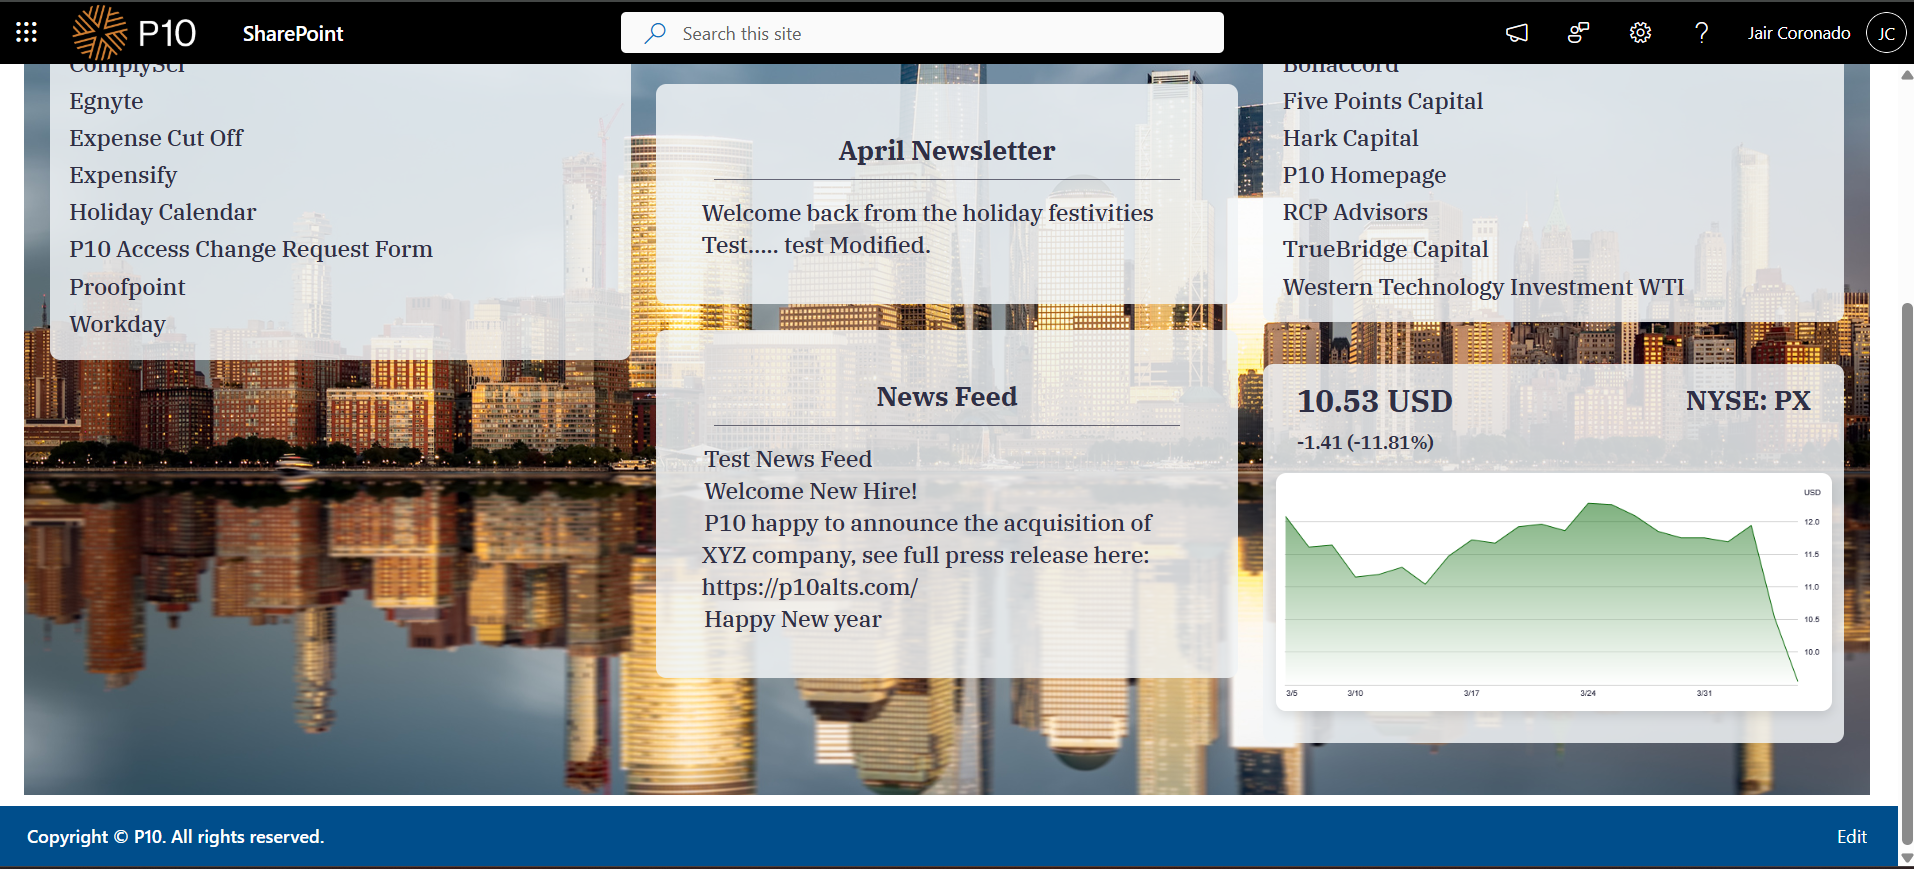 P10
SharePoint
Search this site
?
Jair Coronado
JC
ComplySci
Egnyte
Expense Cut Off
Expensify
Holiday Calendar
P10 Access Change Request Form
Proofpoint
Workday
April Newsletter
Welcome back from the holiday festivities
Test..... test Modified.
News Feed
Test News Feed
Welcome New Hire!
P10 happy to announce the acquisition of
XYZ company, see full press release here:
https://p10alts.com/
Happy New year
Bonaccord
Five Points Capital
Hark Capital
P10 Homepage
RCP Advisors
TrueBridge Capital
Western Technology Investment WTI
10.53 USD
NYSE: PX
-1.41 (-11.81%)
USD
12.0
11.5
11.0
10.5
10.0
3/5
3/10
3/17
3/24
3/31
Copyright © P10. All rights reserved.
Edit